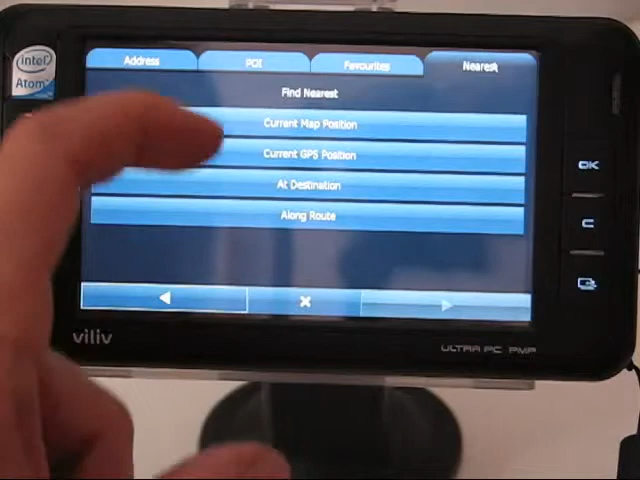 intel
Atom
Address
POI
Favourites
Nearest
Find Nearest
Current Map Position
Current GPS Position
At Destination
Along Route
OK
C
viliv
ULTRA PC PMP